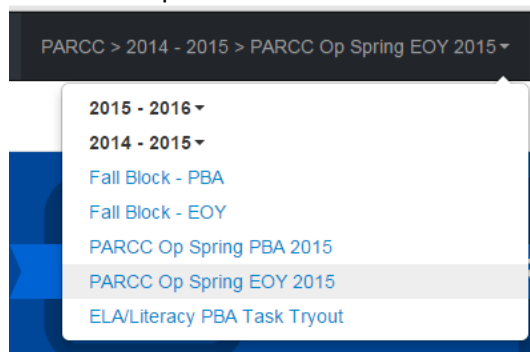 PARCC > 2014 - 2015 > PARCC Op Spring EOY 2015
2015 - 2016
2014 - 2015
Fall Block - PBA
Fall Block - EOY
PARCC Op Spring PBA 2015
PARCC Op Spring EOY 2015
ELA/Literacy PBA Task Tryout